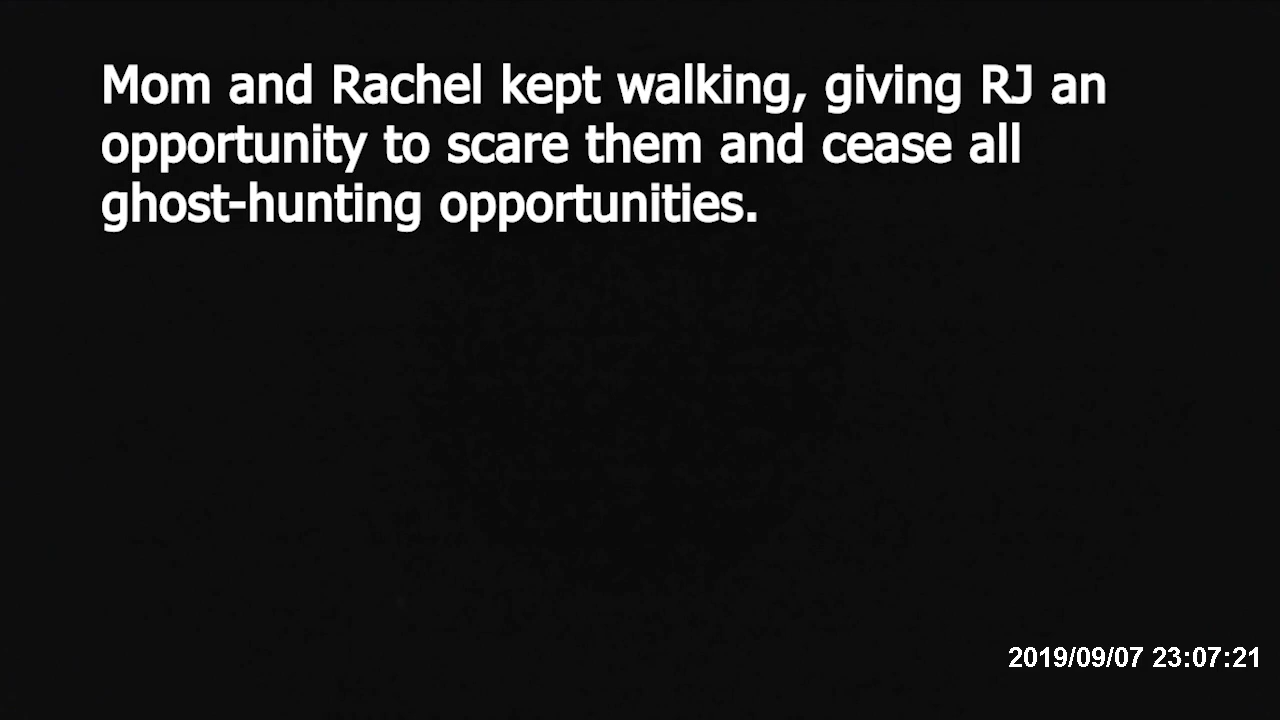 Mom and Rachel kept walking, giving RJ an
opportunity to scare them and cease all
ghost-hunting opportunities.
2019/09/07 23:07:21